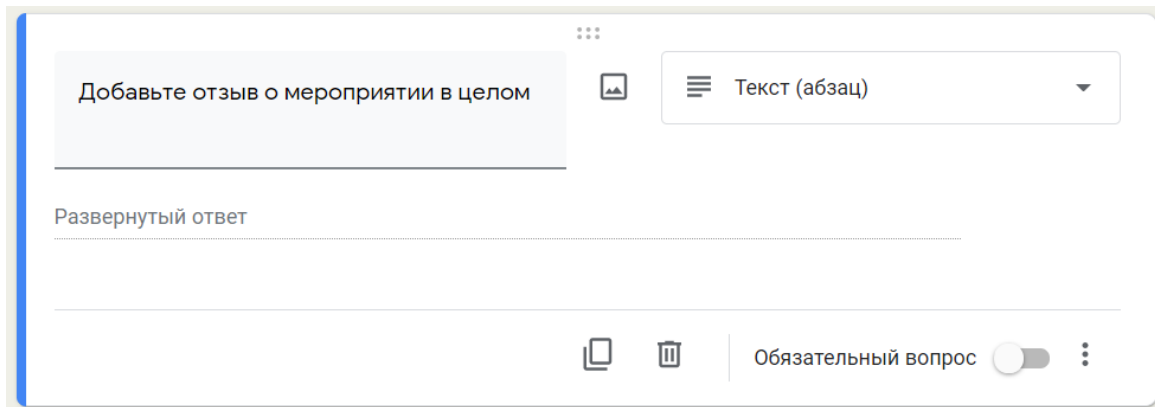 Добавьте отзыв о мероприятии в целом
Текст (абзац)
Развернутый ответ
Обязательный вопрос